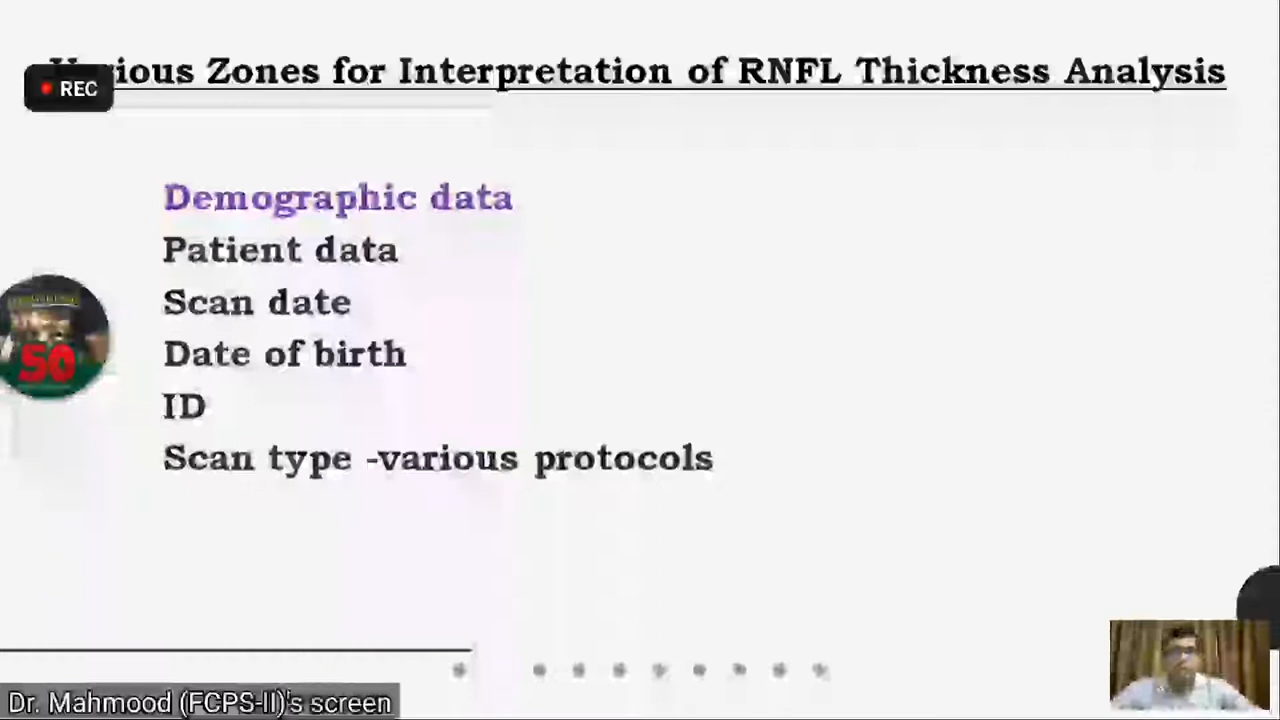 ious Zones for Interpretation of RNFL Thickness Analysis
REC
Demographic data
Patient data
Scan date
Date of birth
50
ID
Scan type -various protocols
Dr. Mahmood (FCPS-II)'s screen